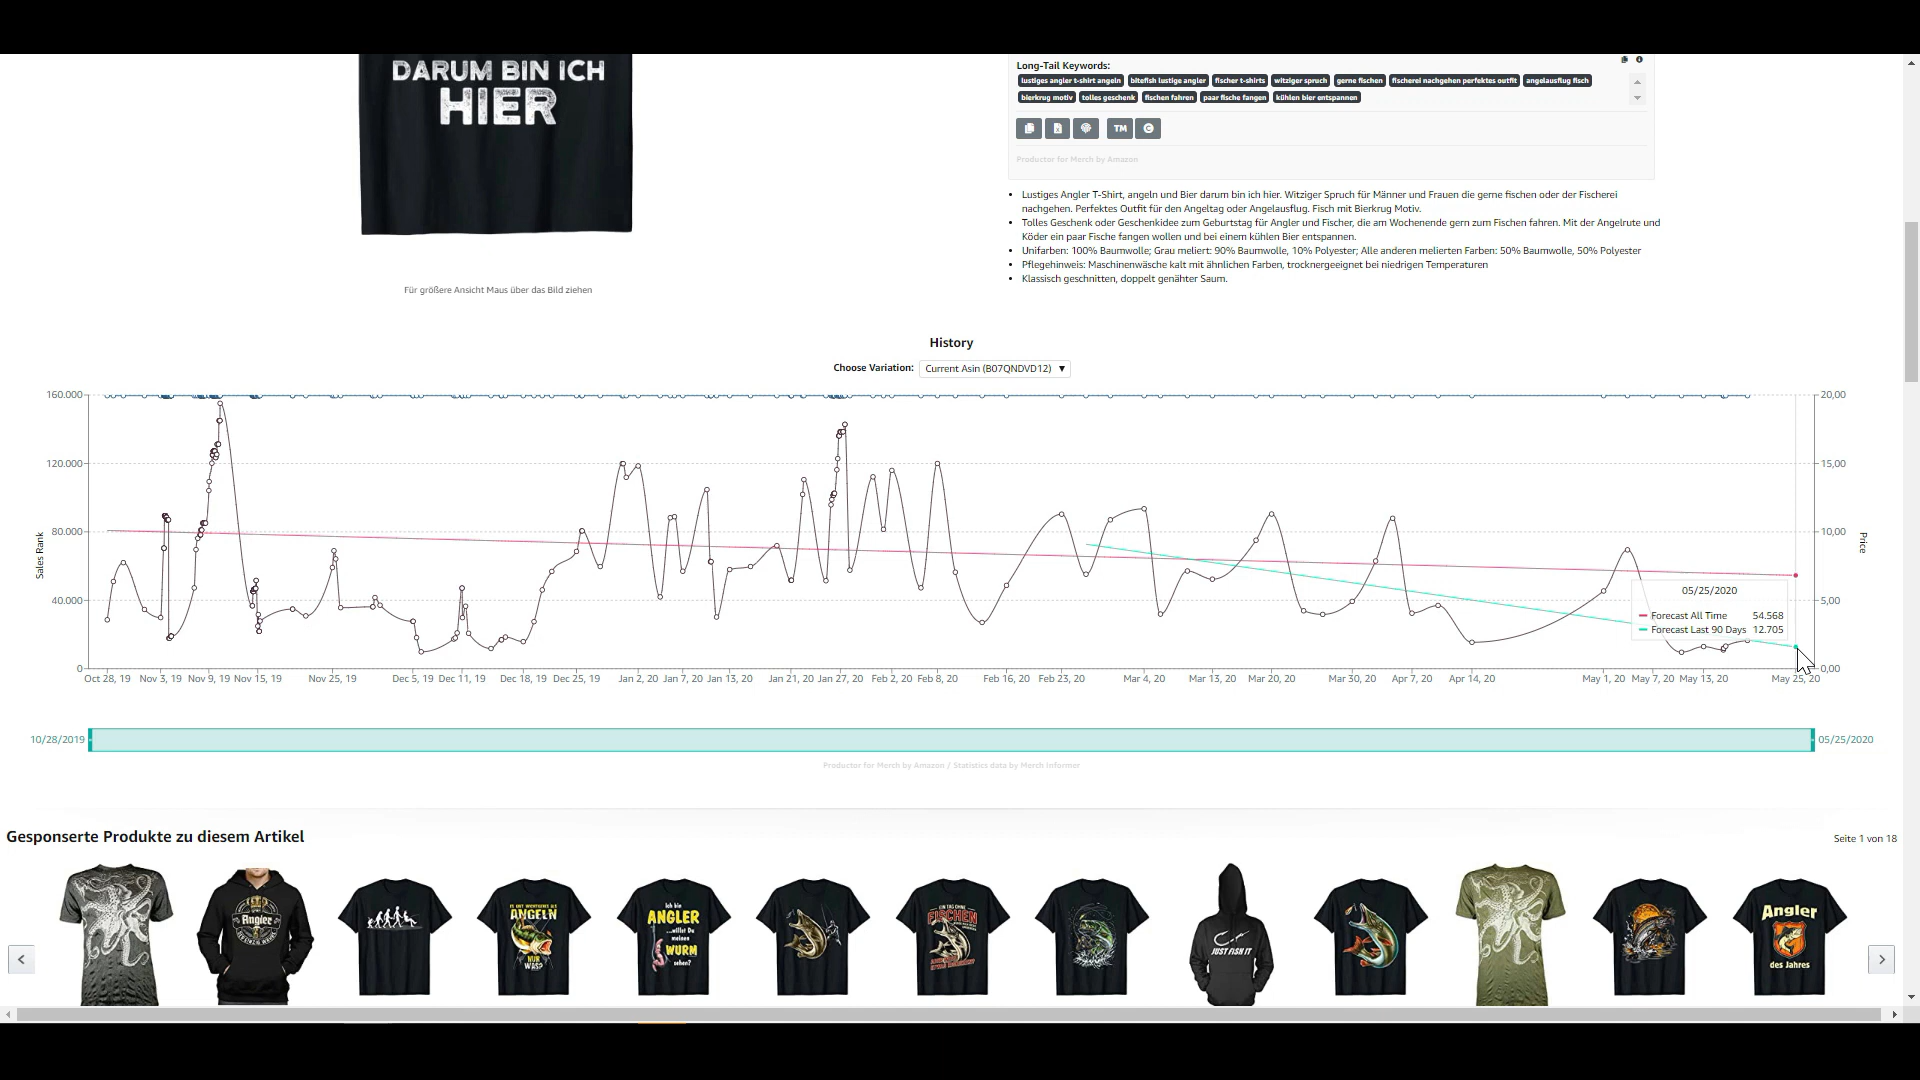 DARUM BIN ICH
HIER
Für größere Ansicht Maus über das Bild ziehen
Long-Tail Keywords:
lustiges angler t-shirt angeln bitefish lustige angler fischer t-shirts witziger spruch gerne fischen fischerei nachgehen perfektes outfit angelausflug fisch
bierkrug motiv tolles geschenk fischen fahren paar fische fangen kühlen bier entspannen
TM C
Productor for Merch by Amazon
• Lustiges Angler T-Shirt, angeln und Bier darum bin ich hier. Witziger Spruch für Männer und Frauen die gerne fischen oder der Fischerei
nachgehen. Perfektes Outfit für den Angeltag oder Angelausflug. Fisch mit Bierkrug Motiv.
• Tolles Geschenk oder Geschenkidee zum Geburtstag für Angler und Fischer, die am Wochenende gern zum Fischen fahren. Mit der Angelrute und
Köder ein paar Fische fangen wollen und bei einem kühlen Bier entspannen.
• Unifarben: 100% Baumwolle; Grau meliert: 90% Baumwolle, 10% Polyester; Alle anderen melierten Farben: 50% Baumwolle, 50% Polyester
• Pflegehinweis: Maschinenwäsche kalt mit ähnlichen Farben, trocknergeeignet bei niedrigen Temperaturen
• Klassisch geschnitten, doppelt genähter Saum.
History
Choose Variation: Current Asin (B07QNDVD12) ▼
160.000 20,00
120.000 15,00
80.000 10,00
Sales Rank Price
40.000 5,00
0 0,00
05/25/2020
Forecast All Time 54.568
Forecast Last 90 Days 12.705
Oct 28, 19 Nov 3, 19 Nov 9, 19 Nov 15, 19 Nov 25, 19 Dec 5, 19 Dec 11, 19 Dec 18, 19 Dec 25, 19 Jan 2, 20 Jan 7, 20 Jan 13, 20 Jan 21, 20 Jan 27, 20 Feb 2, 20 Feb 8, 20 Feb 16, 20 Feb 23, 20 Mar 4, 20 Mar 13, 20 Mar 20, 20 Mar 30, 20 Apr 7, 20 Apr 14, 20 May 1, 20 May 7, 20 May 13, 20 May 25, 20
10/28/2019 05/25/2020
Productor for Merch by Amazon / Statistics data by Merch Informer
Gesponserte Produkte zu diesem Artikel Seite 1 von 18
Angler
ES GIBT WICHTIGERES ALS
ANGELN
NUR
WAS?
Ich bin
ANGLER
...willst Du
meinen
WURM
sehen?
EIN TAG OHNE
FISCHEN
JUST FISH IT
Angler
des Jahres